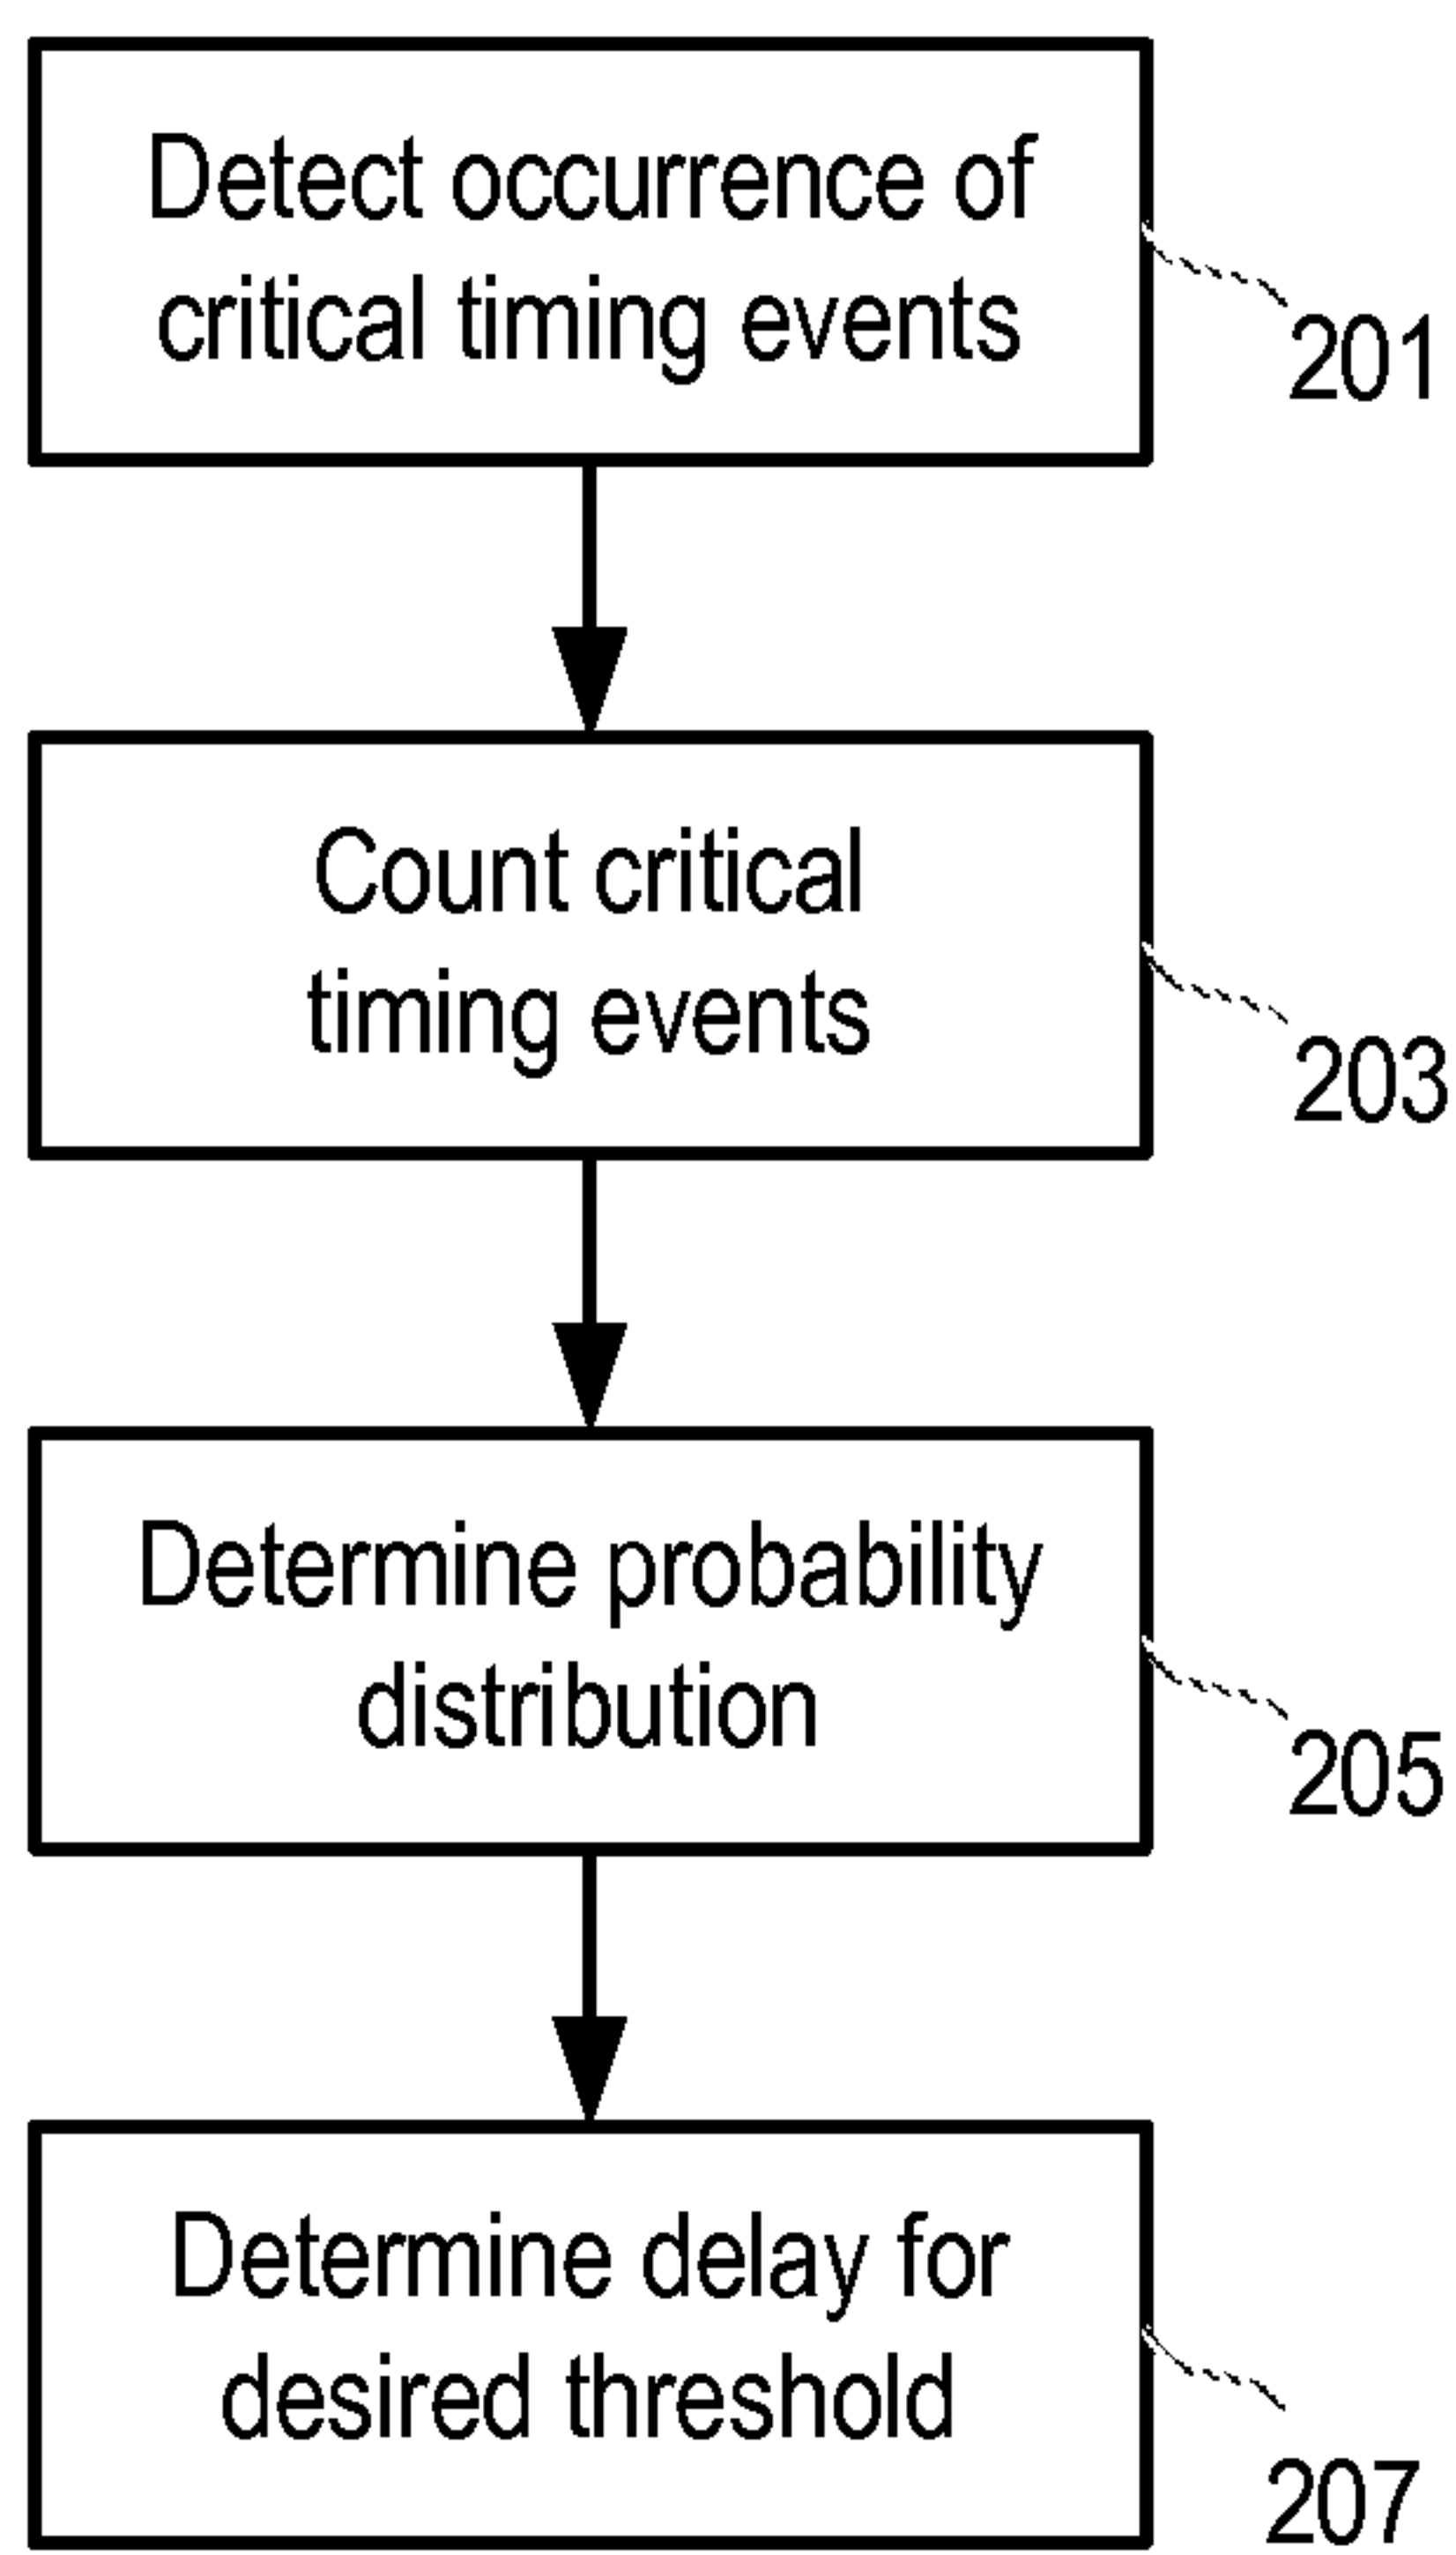 Detect occurrence of
critical timing events
201
Count critical
timing events
203
Determine probability
distribution
205
Determine delay for
desired threshold
207